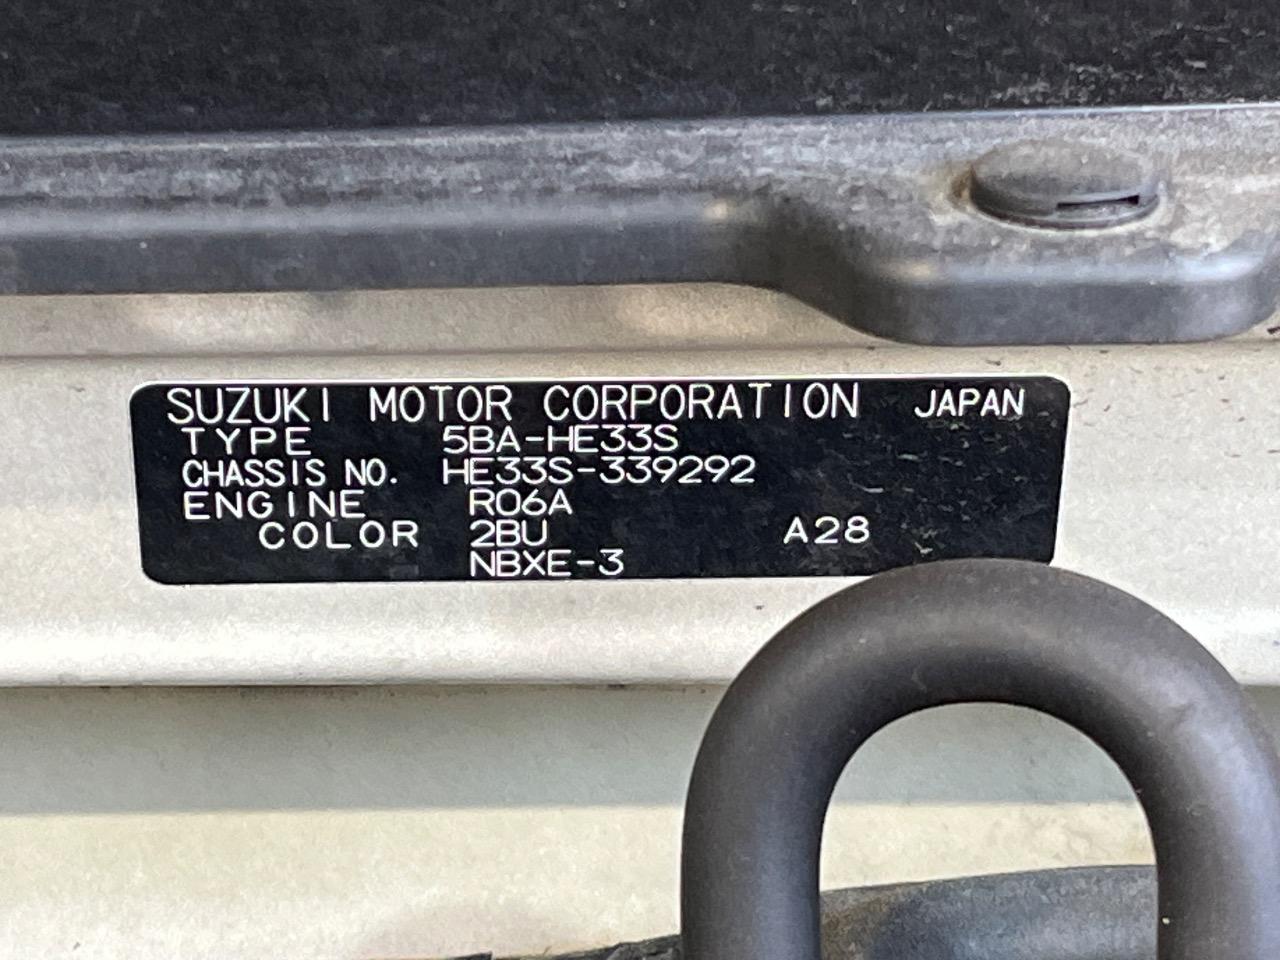 SUZUKI MOTOR CORPORATION JAPAN
TYPE 5BA-HE33S
CHASSIS NO. HE33S-339292
ENGINE R06A
COLOR 2BU A28
NBXE-3